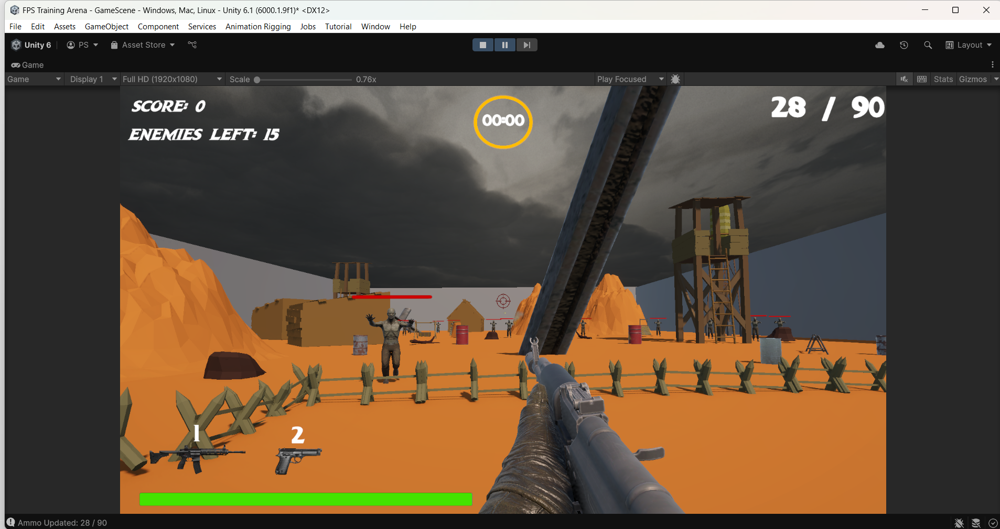 FPS Training Arena - GameScene - Windows, Mac, Linux - Unity 6.1 (6000.1.9f1)* <DX12>
File Edit Assets GameObject Component Services Animation Rigging Jobs Tutorial Window Help
Unity 6 PS Asset Store Layout
Game
Game Display 1 Full HD (1920x1080) Scale 0.76x Play Focused Stats Gizmos
SCORE: 0
ENEMIES LEFT: 15
00:00
28 / 90
1
2
Ammo Updated: 28 / 90